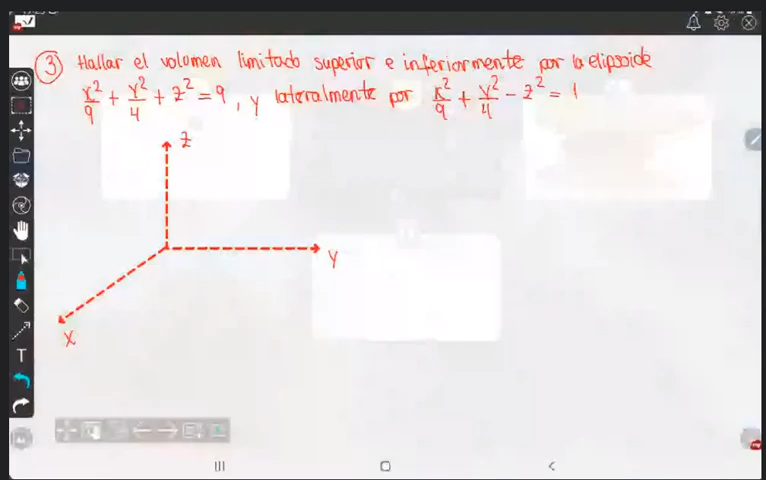 3 Hallar el volumen limitado superior e inferiormente por la elipsoide
x²/9 + y²/4 + z² = 9, y lateralmente por x²/9 + y²/4 - z² = 1
z
y
x
T